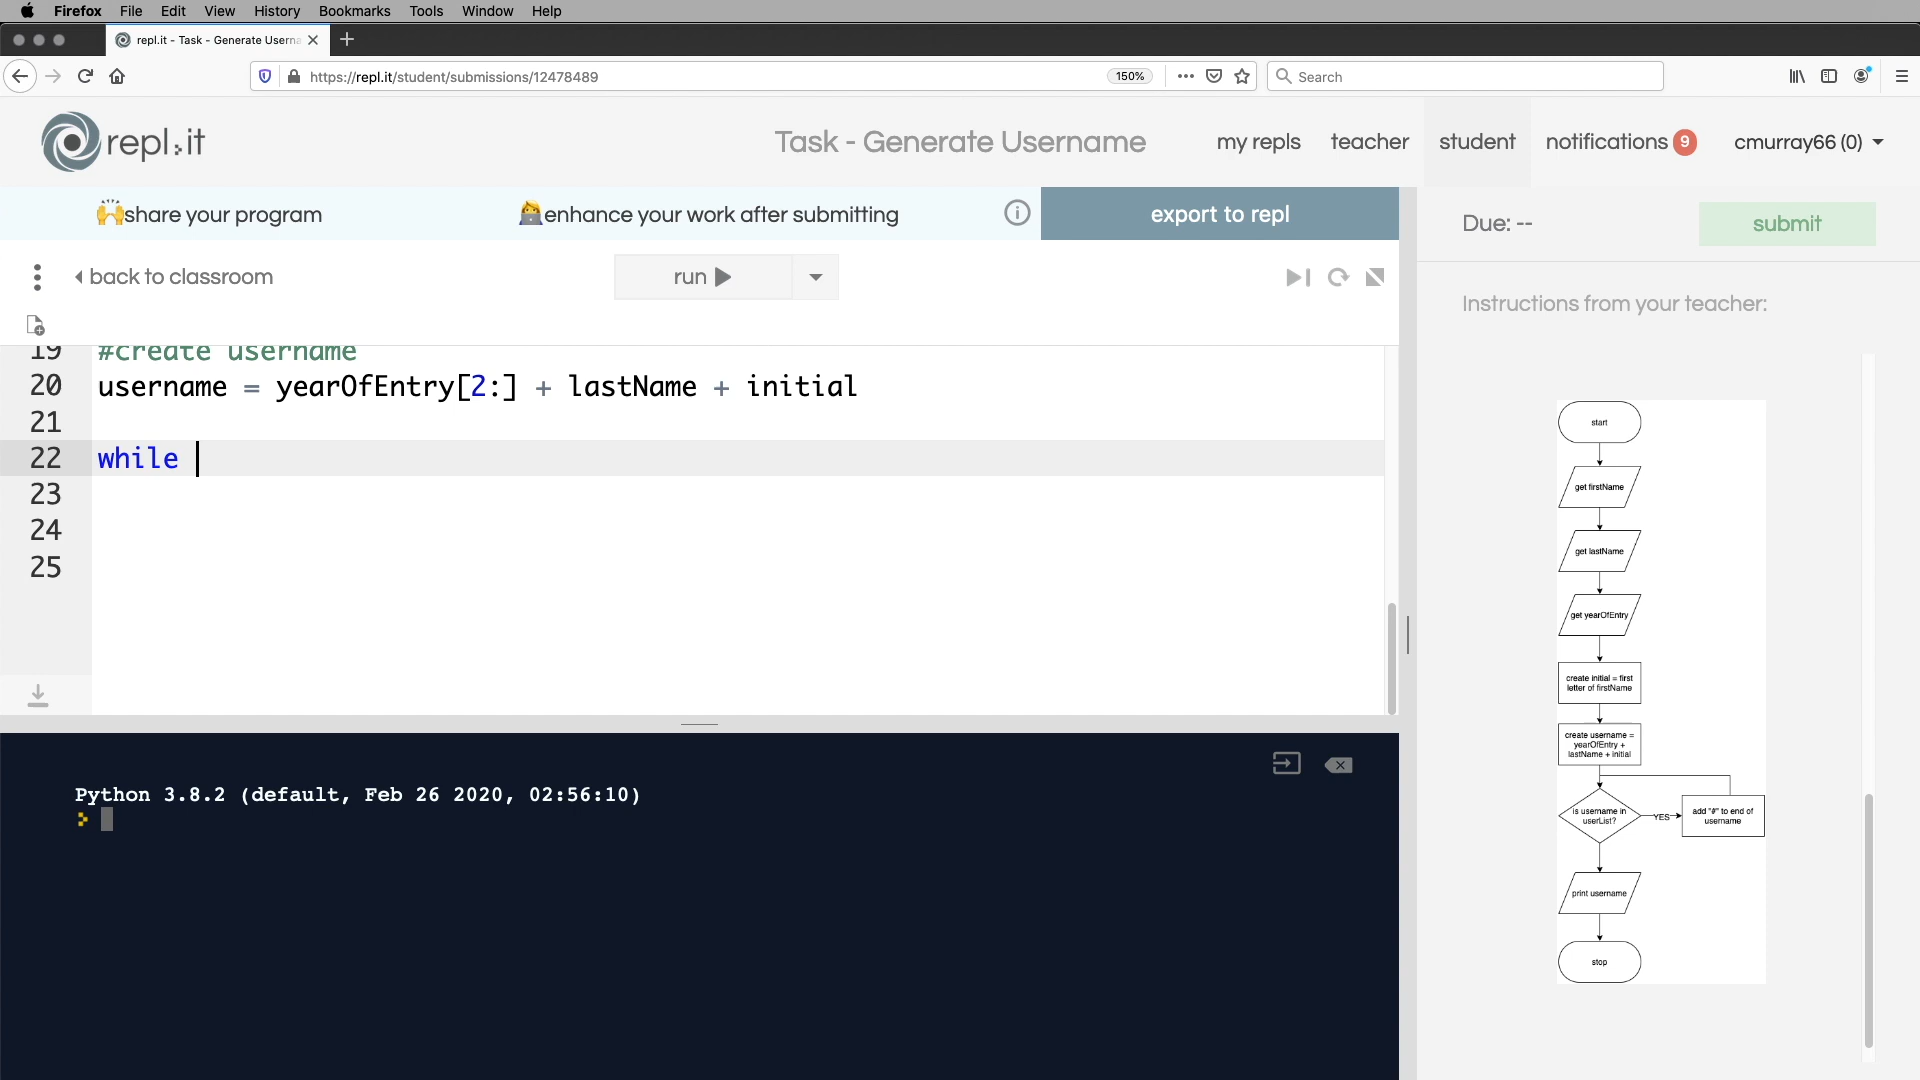 Firefox File Edit View History Bookmarks Tools Window Help
repl.it - Task - Generate Userna
https://repl.it/student/submissions/12478489
150%
Search
repl.it
Task - Generate Username
my repls
teacher
student
notifications 9
cmurray66 (0)
share your program
enhance your work after submitting
export to repl
Due: --
submit
back to classroom
run
Instructions from your teacher:
19 #create username
20 username = yearOfEntry[2:] + lastName + initial
21
22 while
23
24
25
Python 3.8.2 (default, Feb 26 2020, 02:56:10)
start
get firstName
get lastName
get yearOfEntry
create initial = first
letter of firstName
create username =
yearOfEntry +
lastName + initial
is username in
userList?
YES
add "#" to end of
username
print username
stop